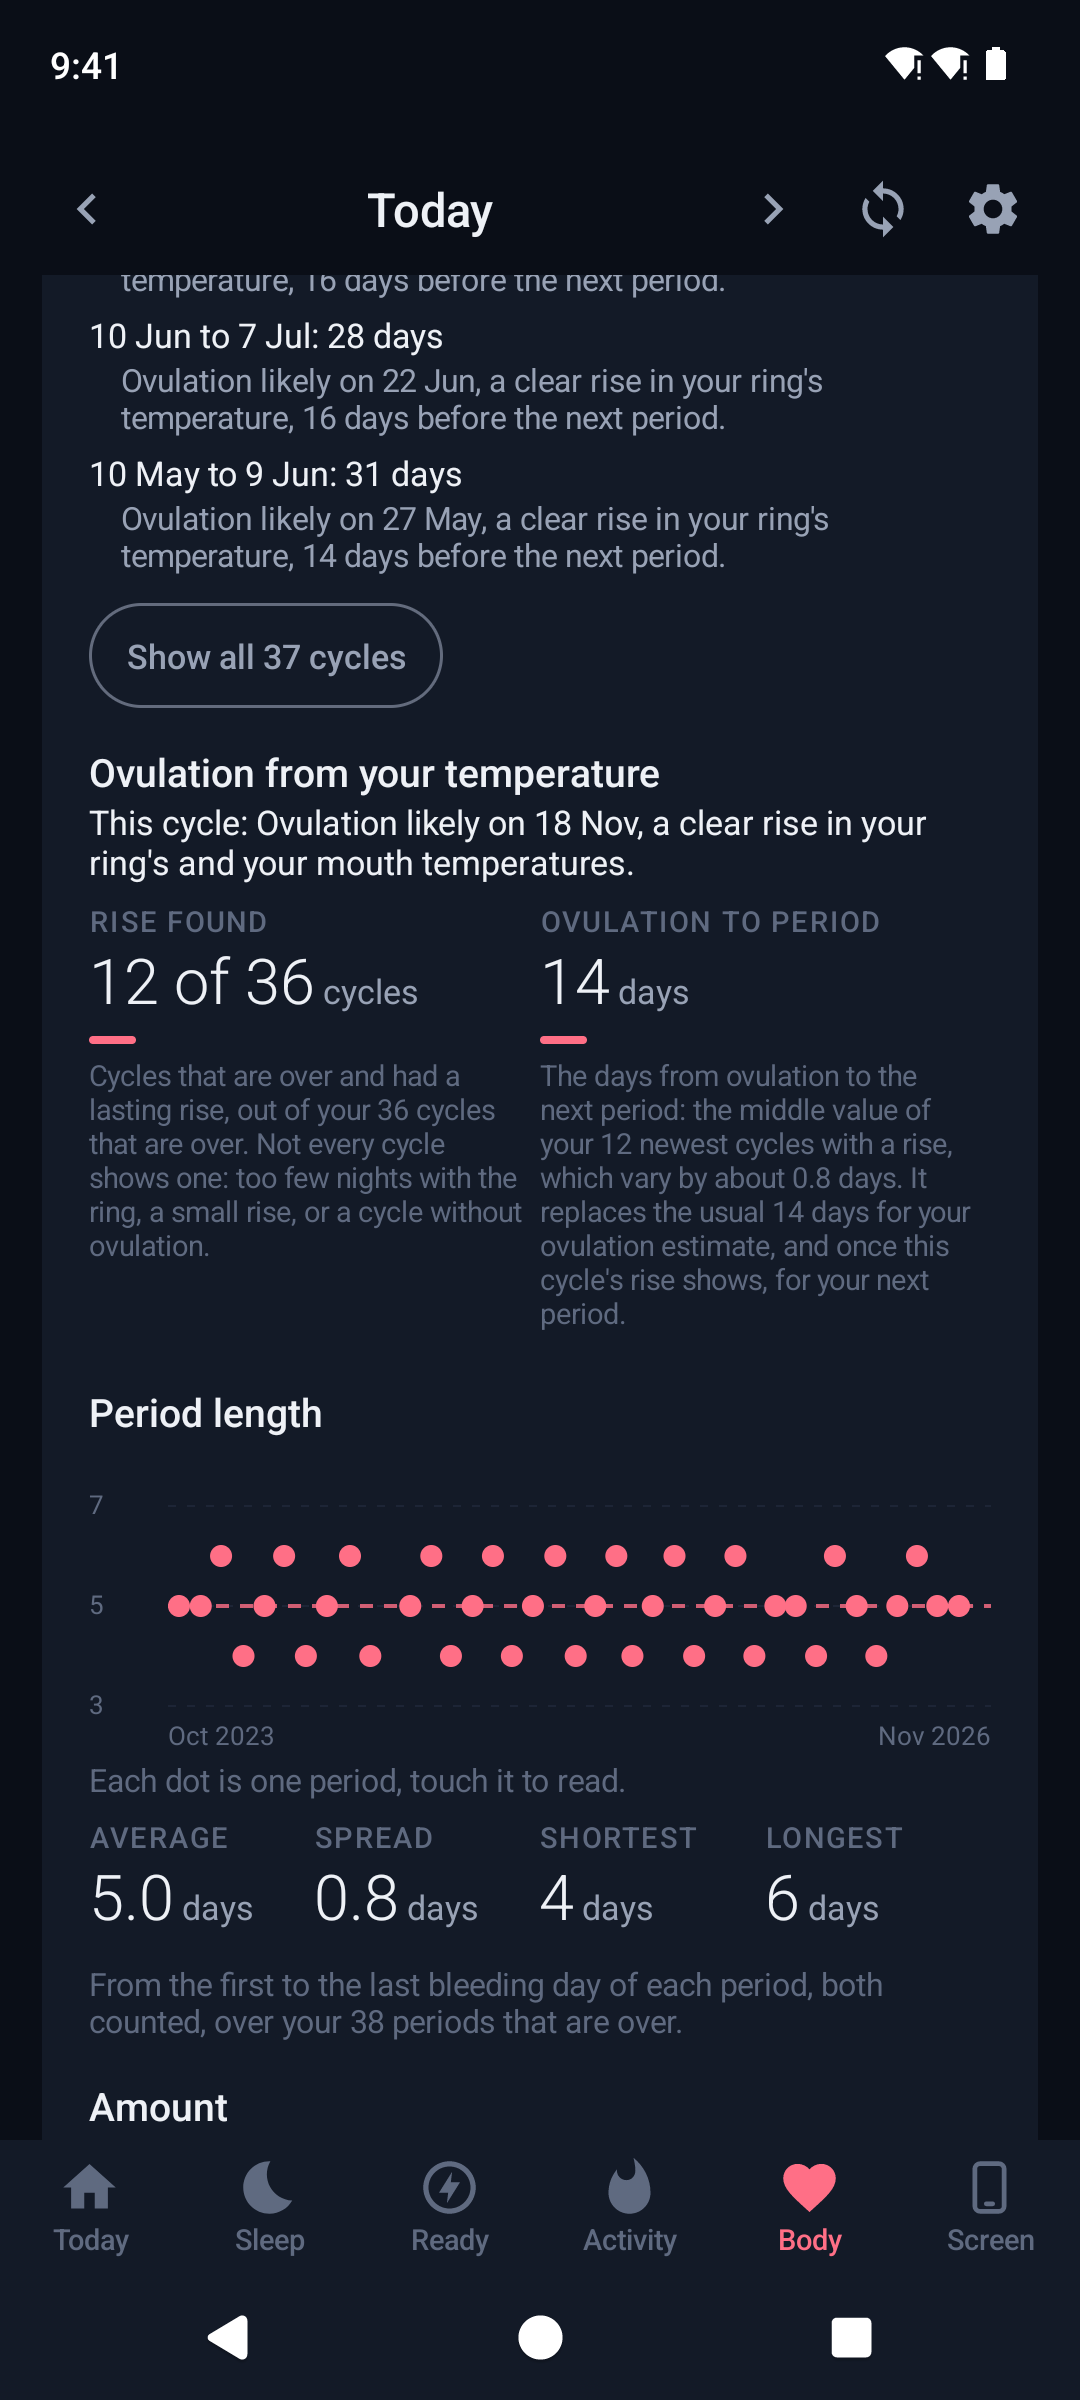 9:41
Today
temperature, 16 days before the next period.
10 Jun to 7 Jul: 28 days
Ovulation likely on 22 Jun, a clear rise in your ring's
temperature, 16 days before the next period.
10 May to 9 Jun: 31 days
Ovulation likely on 27 May, a clear rise in your ring's
temperature, 14 days before the next period.
Show all 37 cycles
Ovulation from your temperature
This cycle: Ovulation likely on 18 Nov, a clear rise in your
ring's and your mouth temperatures.
RISE FOUND
12 of 36 cycles
Cycles that are over and had a
lasting rise, out of your 36 cycles
that are over. Not every cycle
shows one: too few nights with the
ring, a small rise, or a cycle without
ovulation.
OVULATION TO PERIOD
14 days
The days from ovulation to the
next period: the middle value of
your 12 newest cycles with a rise,
which vary by about 0.8 days. It
replaces the usual 14 days for your
ovulation estimate, and once this
cycle's rise shows, for your next
period.
Period length
7
5
3
Oct 2023
Nov 2026
Each dot is one period, touch it to read.
AVERAGE
5.0 days
SPREAD
0.8 days
SHORTEST
4 days
LONGEST
6 days
From the first to the last bleeding day of each period, both
counted, over your 38 periods that are over.
Amount
Today
Sleep
Ready
Activity
Body
Screen